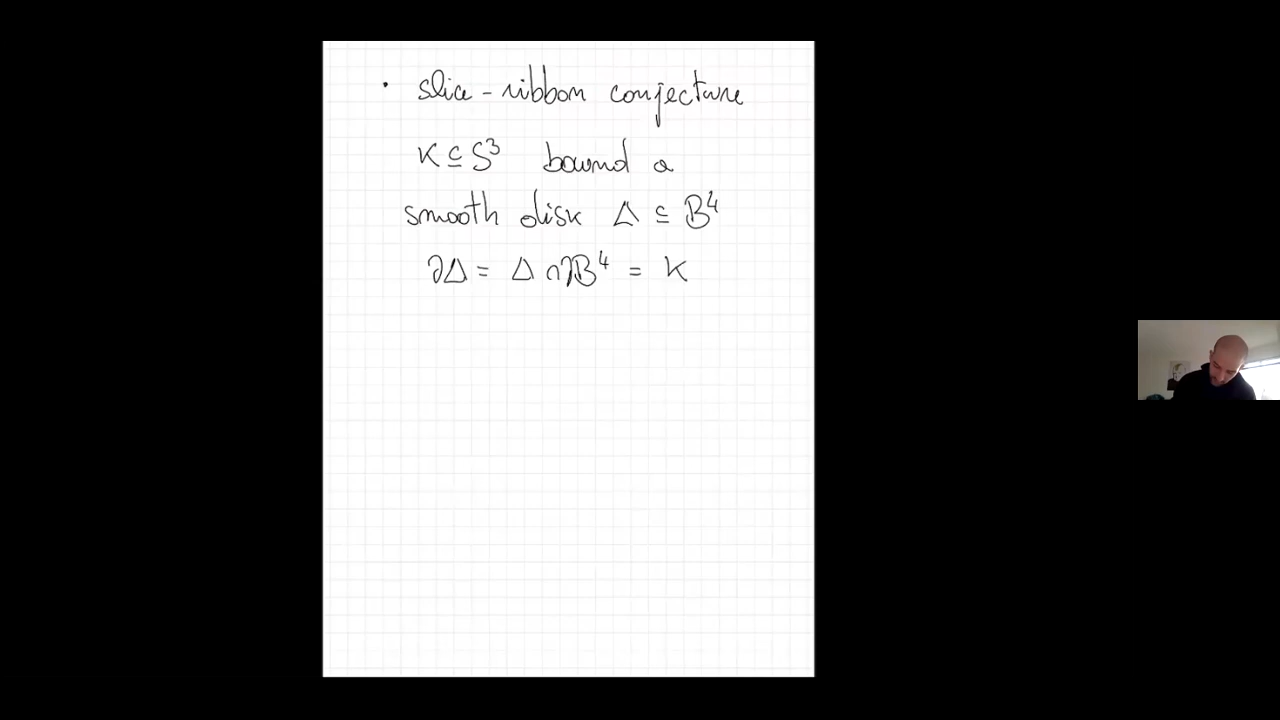 · slice - ribbon conjecture
K ⊆ S³ bound a
smooth disk Δ ⊆ B⁴
∂Δ = Δ ∩ ∂B⁴ = K